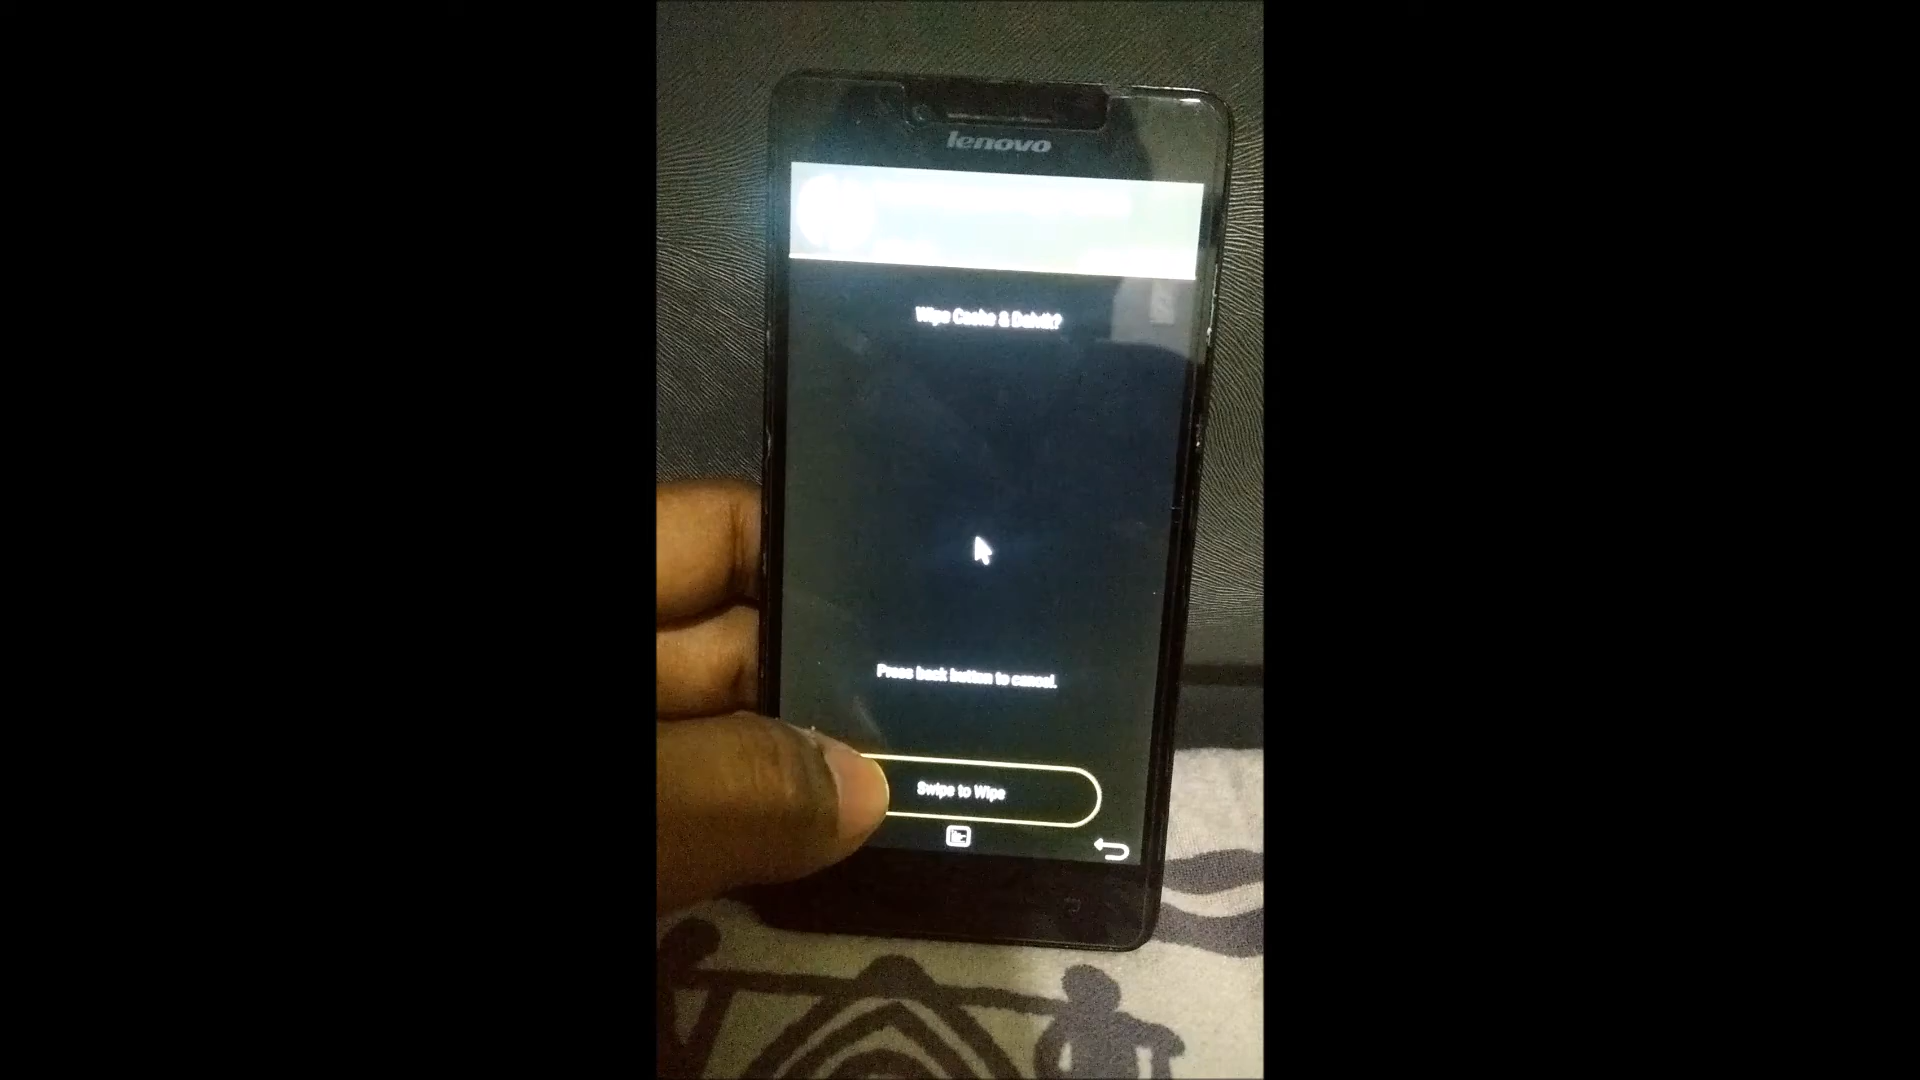 lenovo
Wipe Cache & Dalvik?
Press back button to cancel.
Swipe to Wipe